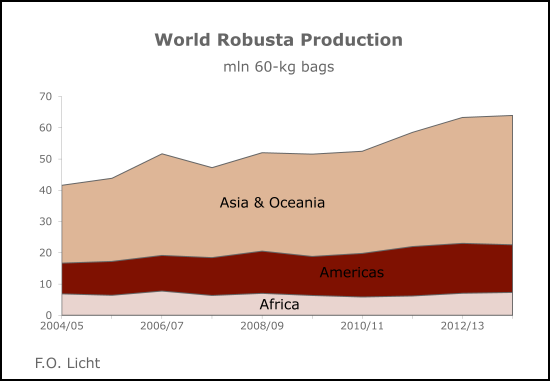 World Robusta Production
mln 60-kg bags
70
60
50
40
30
20
10
0
Asia & Oceania
Americas
Africa
2004/05 2006/07 2008/09 2010/11 2012/13
F.O. Licht